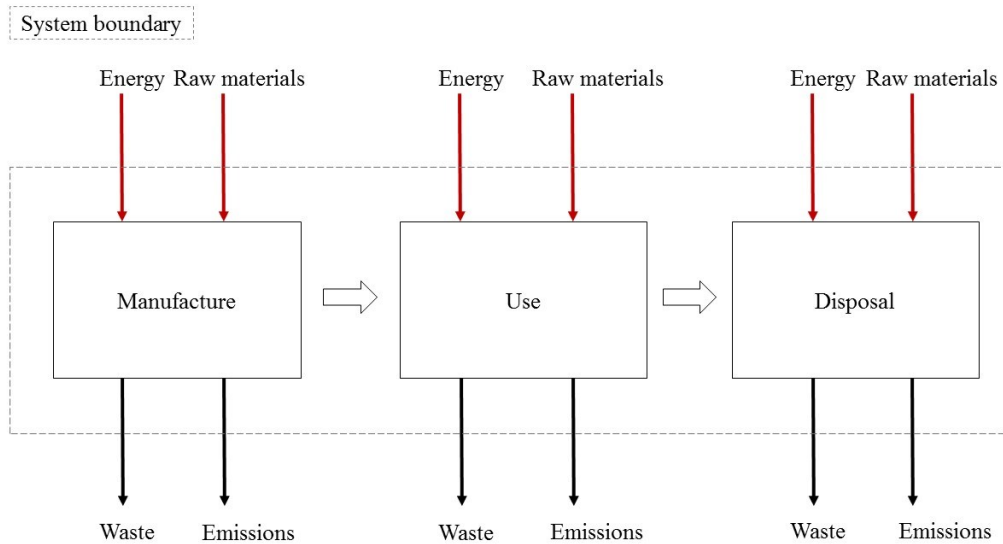 System boundary
Energy Raw materials Energy Raw materials Energy Raw materials
Manufacture Use Disposal
Waste Emissions Waste Emissions Waste Emissions